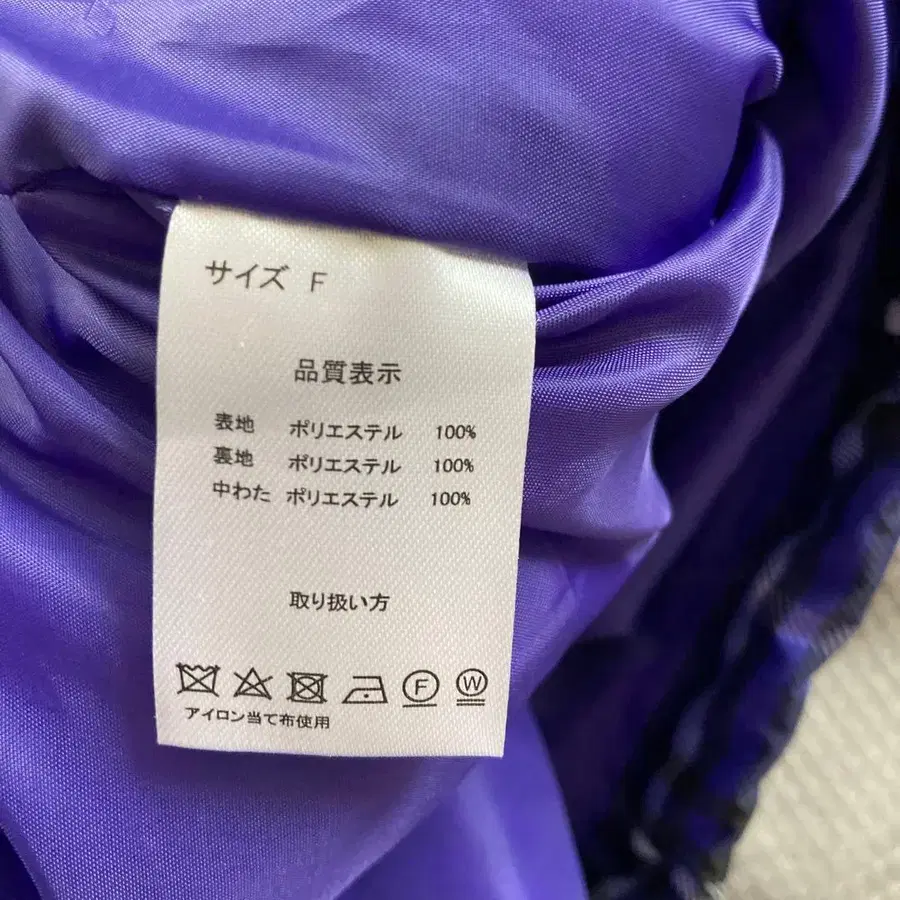 サイズ F
品質表示
表地 ポリエステル 100%
裏地 ポリエステル 100%
中わた ポリエステル 100%
取り扱い方
F W
アイロン当て布使用